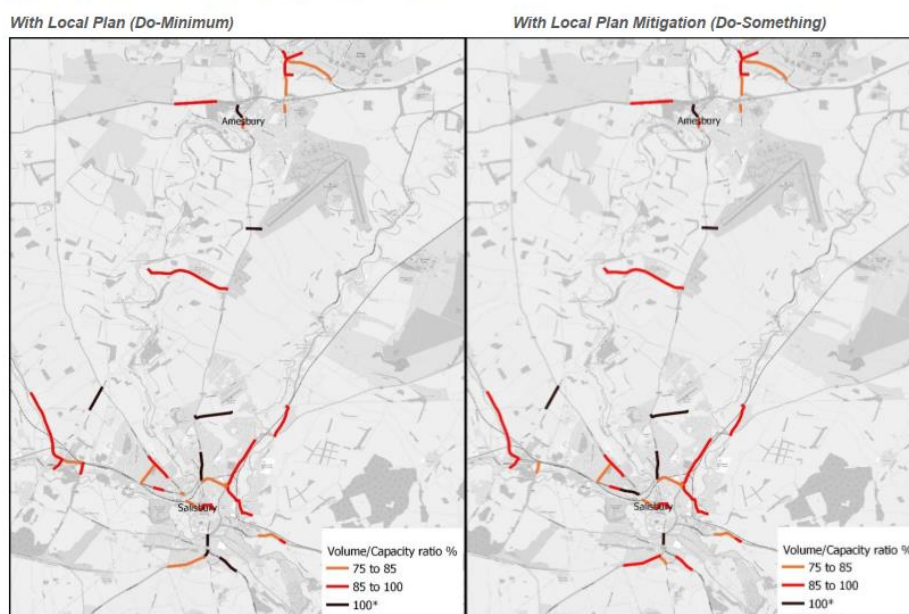 With Local Plan (Do-Minimum)
With Local Plan Mitigation (Do-Something)
Amesbury
Salisbury
Volume/Capacity ratio %
75 to 85
85 to 100
100*
Amesbury
Salisbury
Volume/Capacity ratio %
75 to 85
85 to 100
100*